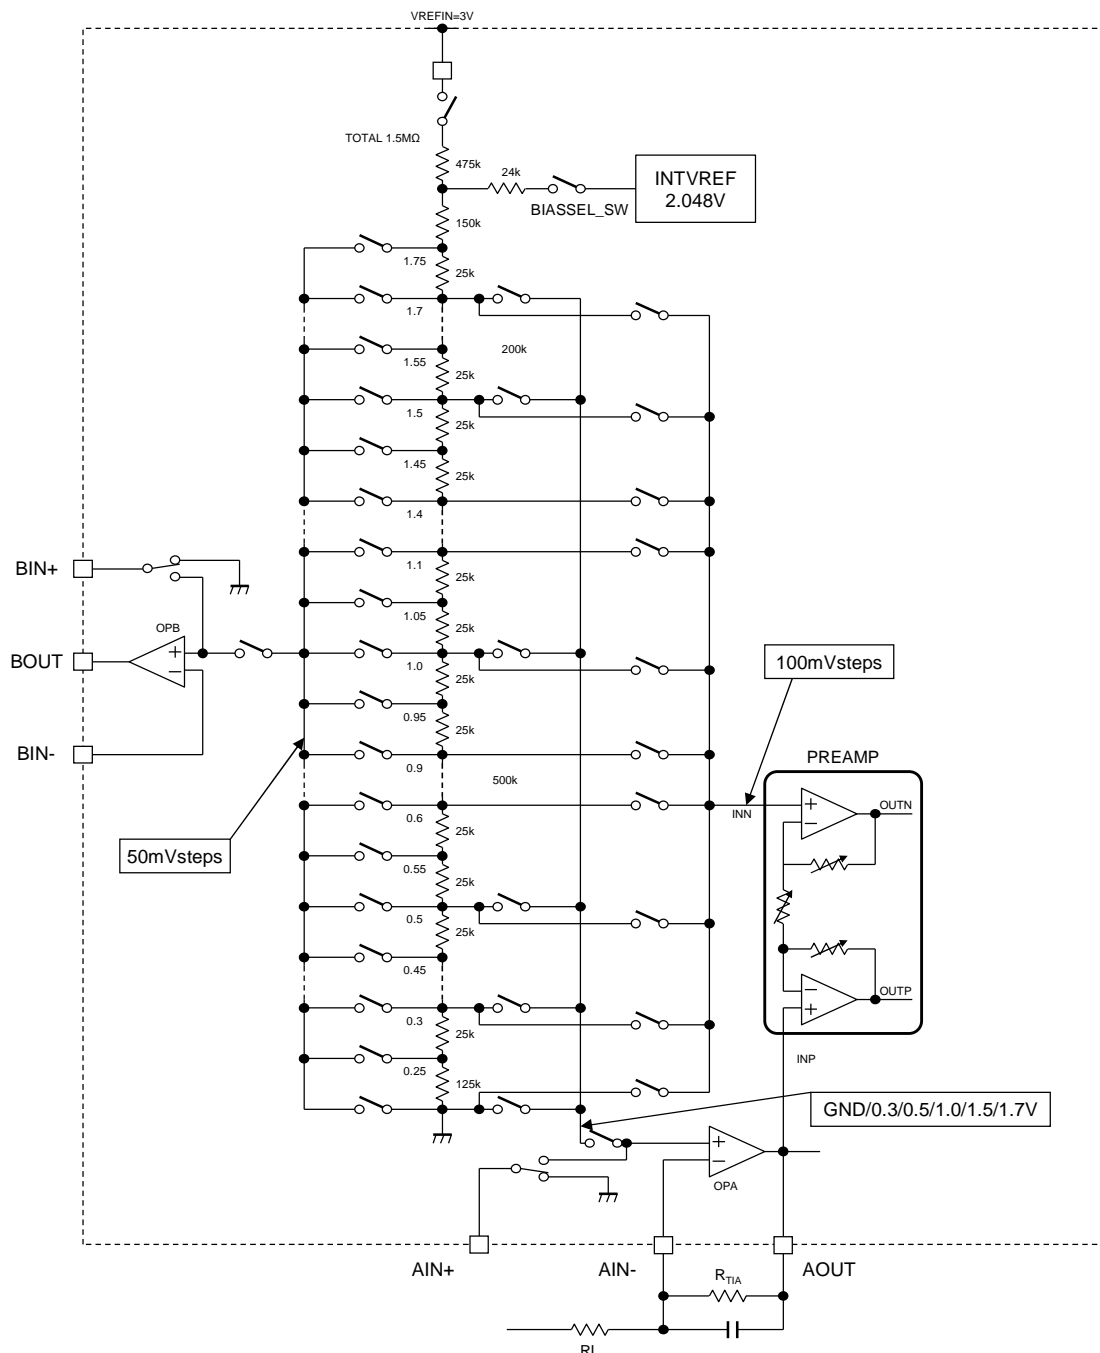 VREFIN=3V
TOTAL 1.5MΩ
475k
24k
INTVREF
2.048V
BIASSEL_SW
150k
1.75
25k
1.7
200k
1.55
25k
1.5
25k
1.45
25k
1.4
1.1
25k
BIN+
1.05
25k
OPB
BOUT
1.0
25k
100mVsteps
0.95
25k
BIN-
0.9
PREAMP
500k
OUTN
INN
0.6
25k
50mVsteps
0.55
25k
0.5
25k
0.45
OUTP
0.3
25k
INP
0.25
125k
GND/0.3/0.5/1.0/1.5/1.7V
OPA
AIN+
AIN-
AOUT
RTIA